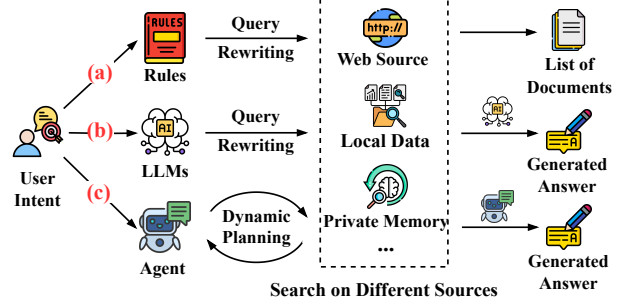 RULES
(a)
Rules
Query
Rewriting
http://
Web Source
List of
Documents
User
Intent
(b)
AI
LLMs
Query
Rewriting
Local Data
AI
A
Generated
Answer
(c)
Agent
Dynamic
Planning
Private Memory
...
A
Generated
Answer
Search on Different Sources